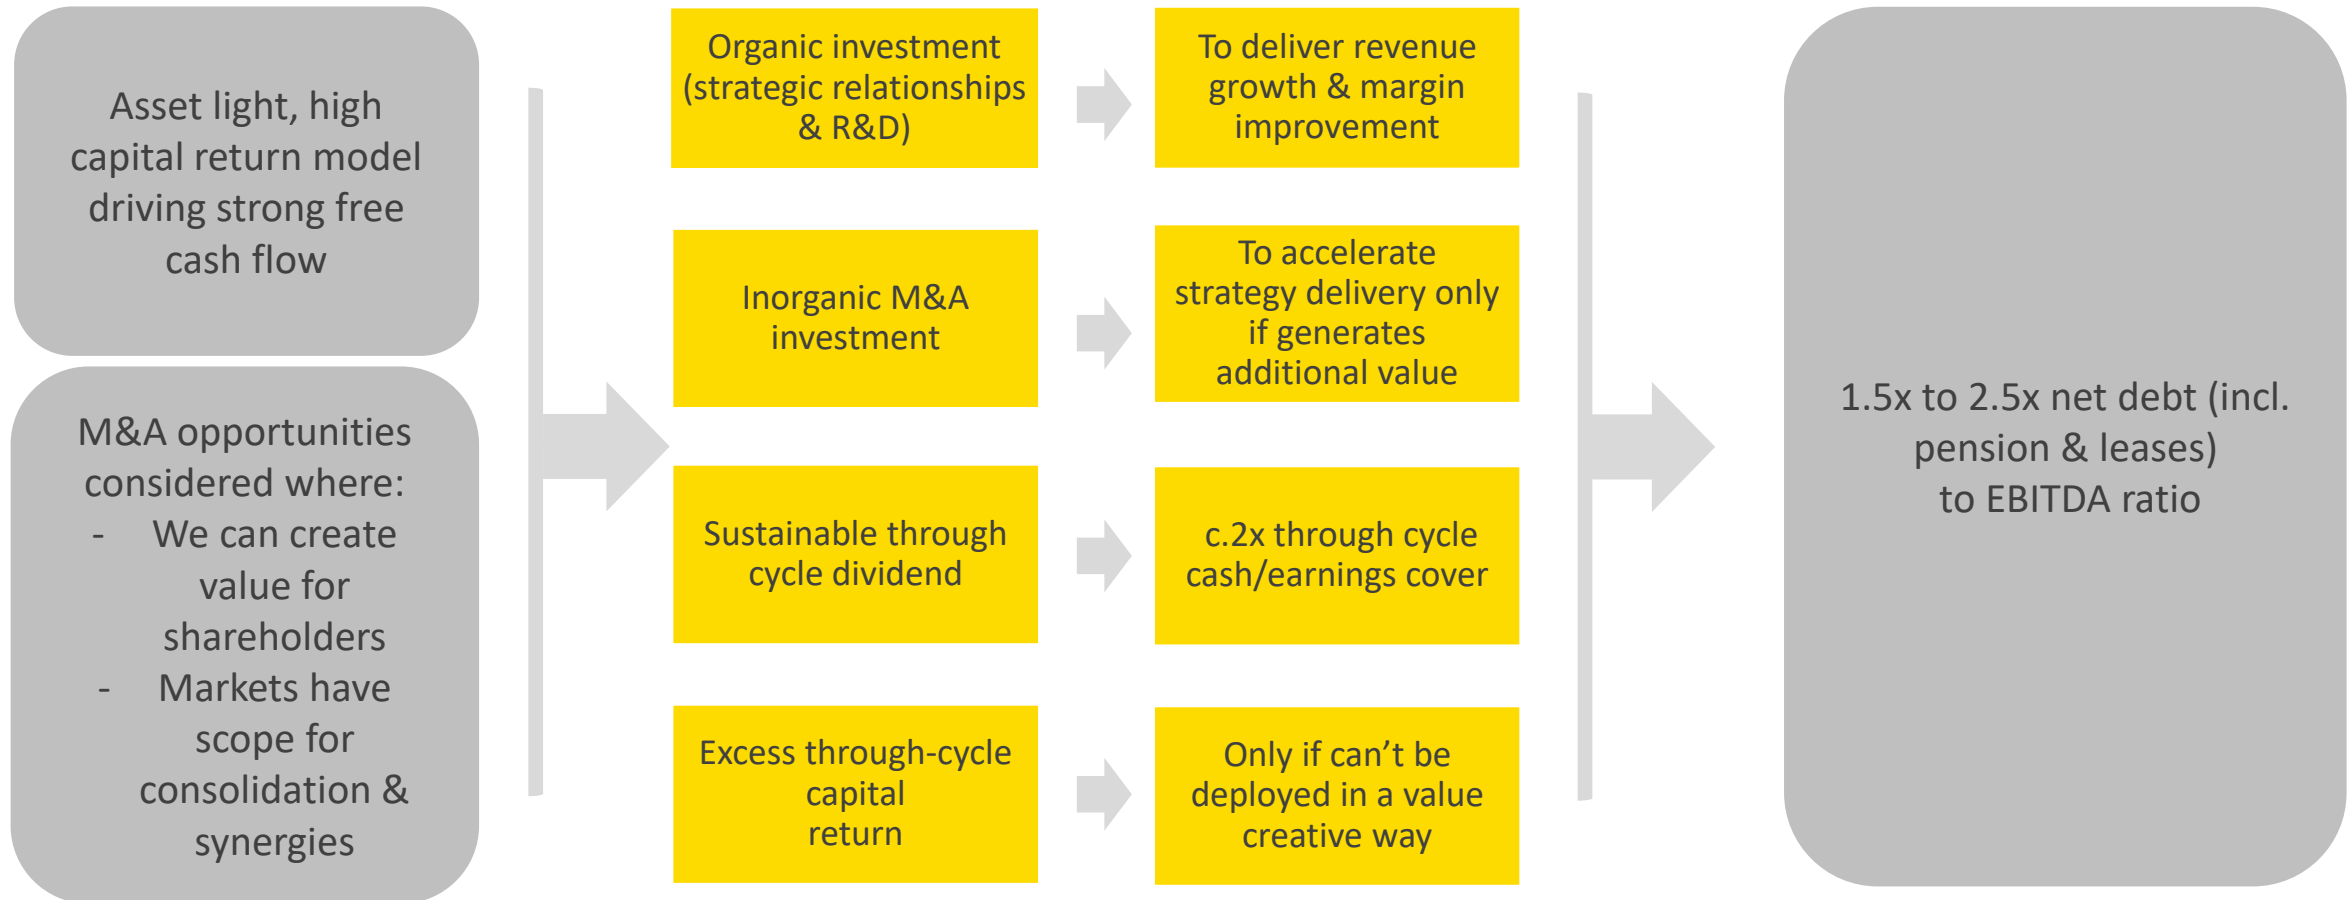 Asset light, high
capital return model
driving strong free
cash flow
M&A opportunities
considered where:
- We can create
value for
shareholders
- Markets have
scope for
consolidation &
synergies
Organic investment
(strategic relationships
& R&D)
To deliver revenue
growth & margin
improvement
Inorganic M&A
investment
To accelerate
strategy delivery only
if generates
additional value
Sustainable through
cycle dividend
c.2x through cycle
cash/earnings cover
Excess through-cycle
capital
return
Only if can’t be
deployed in a value
creative way
1.5x to 2.5x net debt (incl.
pension & leases)
to EBITDA ratio